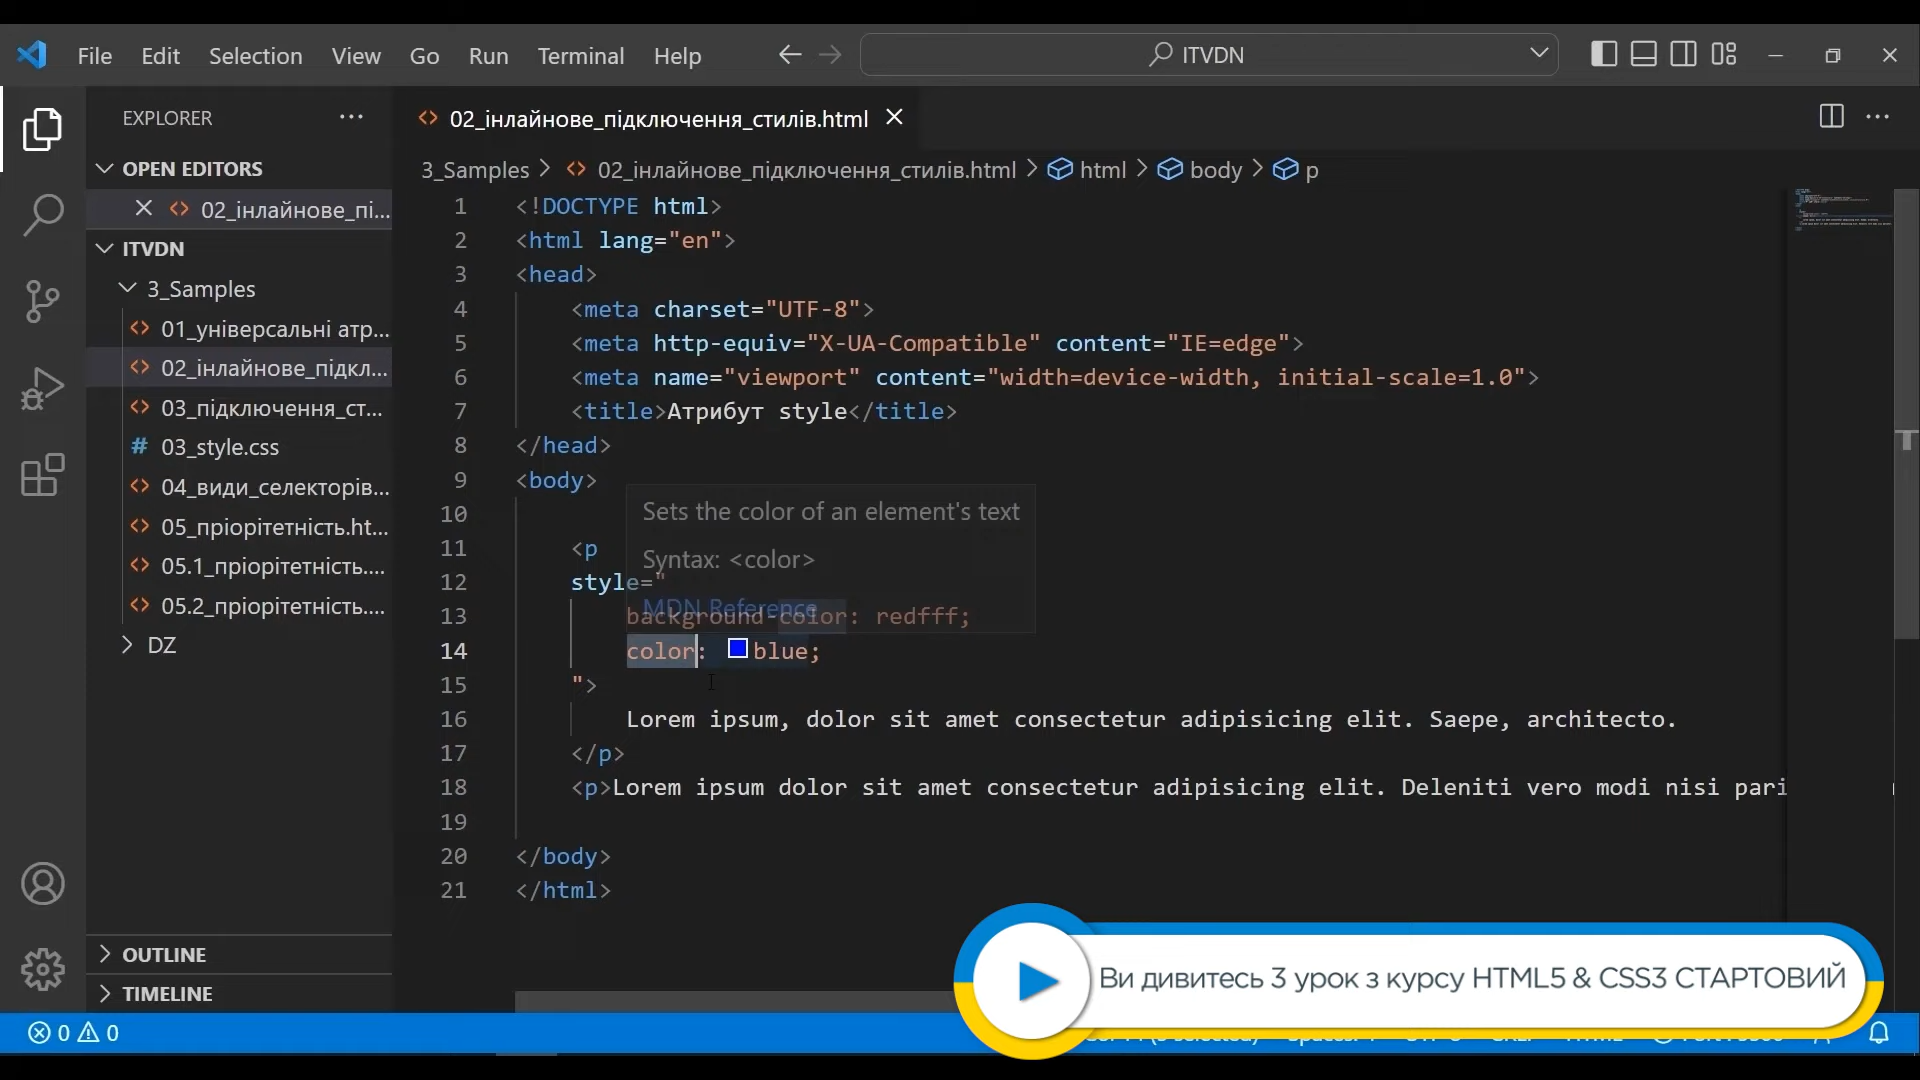 File Edit Selection View Go Run Terminal Help ITVDN
EXPLORER
02_інлайнове_підключення_стилів.html
OPEN EDITORS
02_інлайнове_пі...
ITVDN
3_Samples
01_універсальні атр...
02_інлайнове_підкл...
03_підключення_ст...
03_style.css
04_види_селекторів...
05_пріорітетність.ht...
05.1_пріорітетність....
05.2_пріорітетність....
DZ
OUTLINE
TIMELINE
3_Samples > 02_інлайнове_підключення_стилів.html > html > body > p
1 <!DOCTYPE html>
2 <html lang="en">
3 <head>
4 <meta charset="UTF-8">
5 <meta http-equiv="X-UA-Compatible" content="IE=edge">
6 <meta name="viewport" content="width=device-width, initial-scale=1.0">
7 <title>Атрибут style</title>
8 </head>
9 <body>
10
11 <p
12 style="
13 background-color: redfff;
14 color: blue;
15 ">
16 Lorem ipsum, dolor sit amet consectetur adipisicing elit. Saepe, architecto.
17 </p>
18 <p>Lorem ipsum dolor sit amet consectetur adipisicing elit. Deleniti vero modi nisi pari
19
20 </body>
21 </html>
Sets the color of an element's text
Syntax: <color>
MDN Reference
Ви дивитесь 3 урок з курсу HTML5 & CSS3 СТАРТОВИЙ
0 0